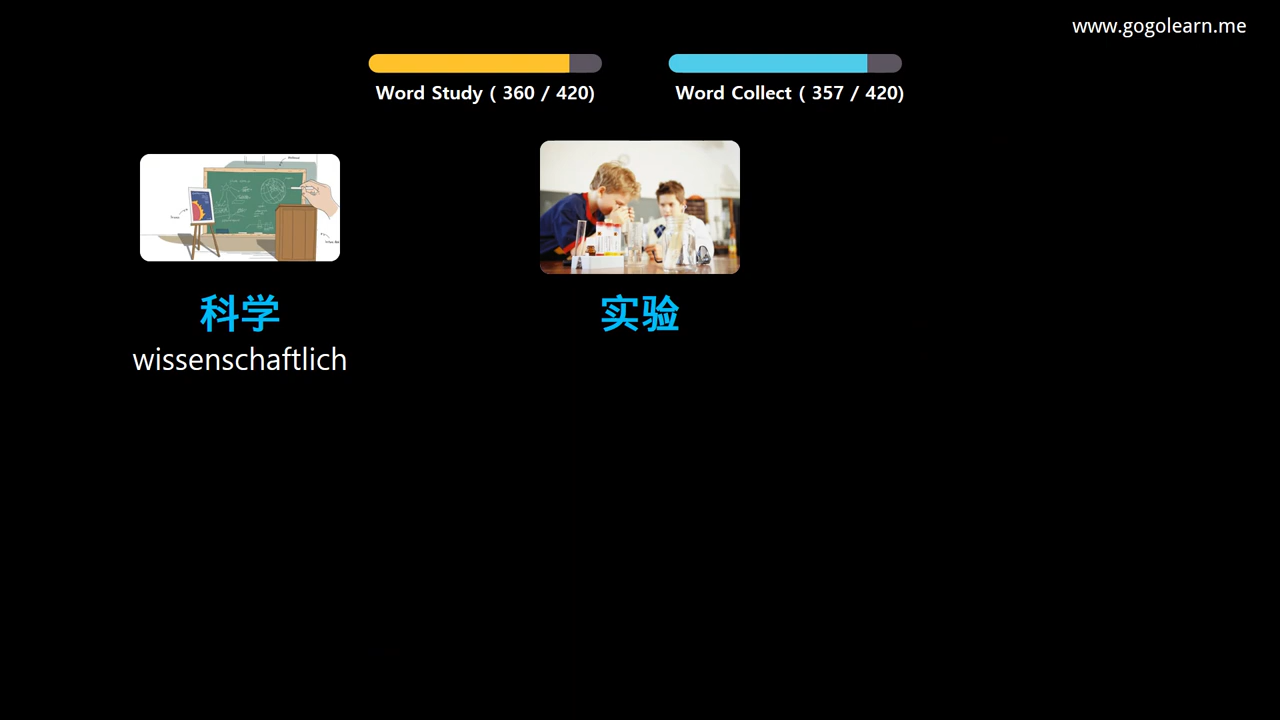 www.gogolearn.me
Word Study ( 360 / 420)
Word Collect ( 357 / 420)
科学
实验
wissenschaftlich